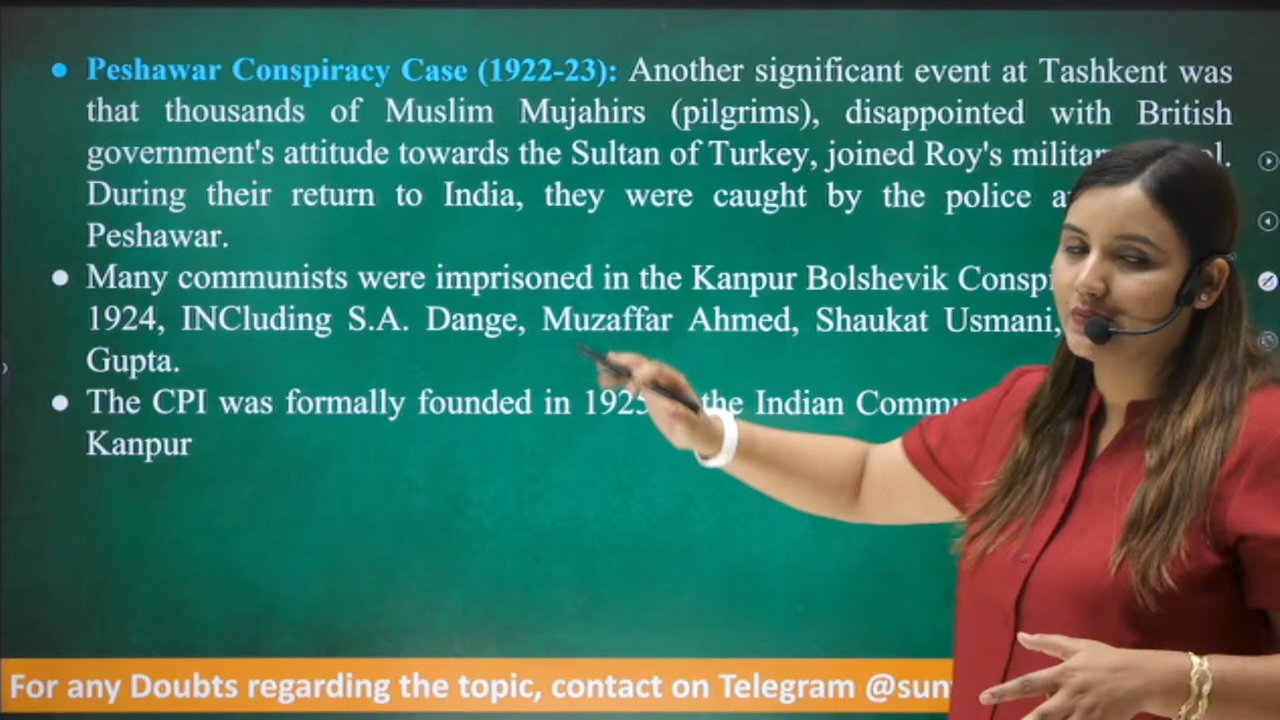 ● Peshawar Conspiracy Case (1922-23): Another significant event at Tashkent was
that thousands of Muslim Mujahirs (pilgrims), disappointed with British
government's attitude towards the Sultan of Turkey, joined Roy's
During their return to India, they were caught by the police
Peshawar.
● Many communists were imprisoned in the Kanpur Bolshevik
1924, INCluding S.A. Dange, Muzaffar Ahmed, Shaukat Usmani,
Gupta.
● The CPI was formally founded in 1925 the Indian
Kanpur
For any Doubts regarding the topic, contact on Telegram